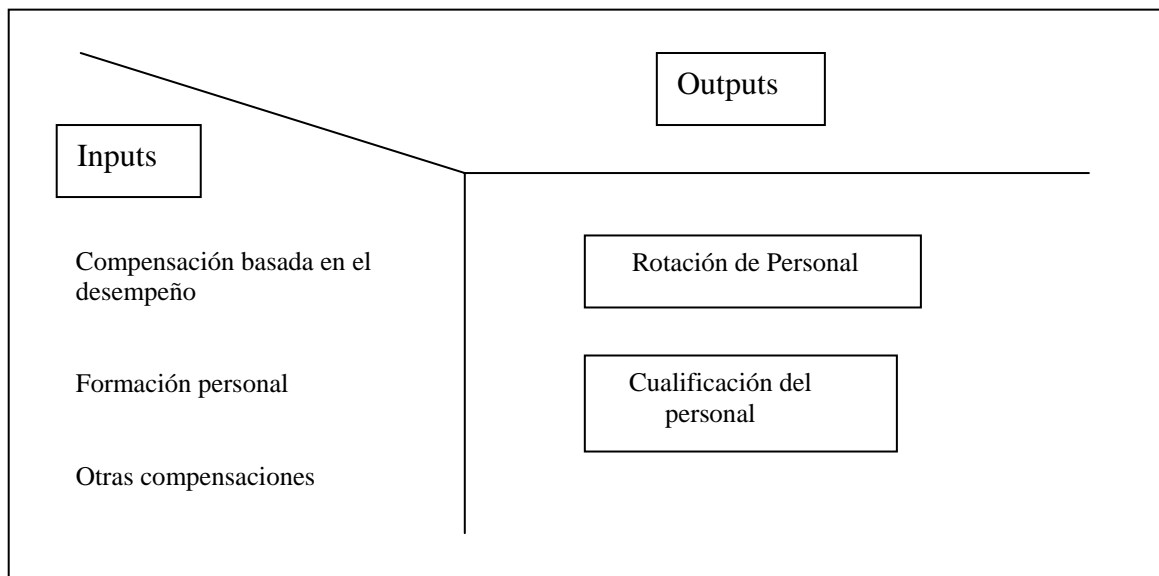 Outputs
Inputs
Compensación basada en el
desempeño
Rotación de Personal
Formación personal
Cualificación del
personal
Otras compensaciones